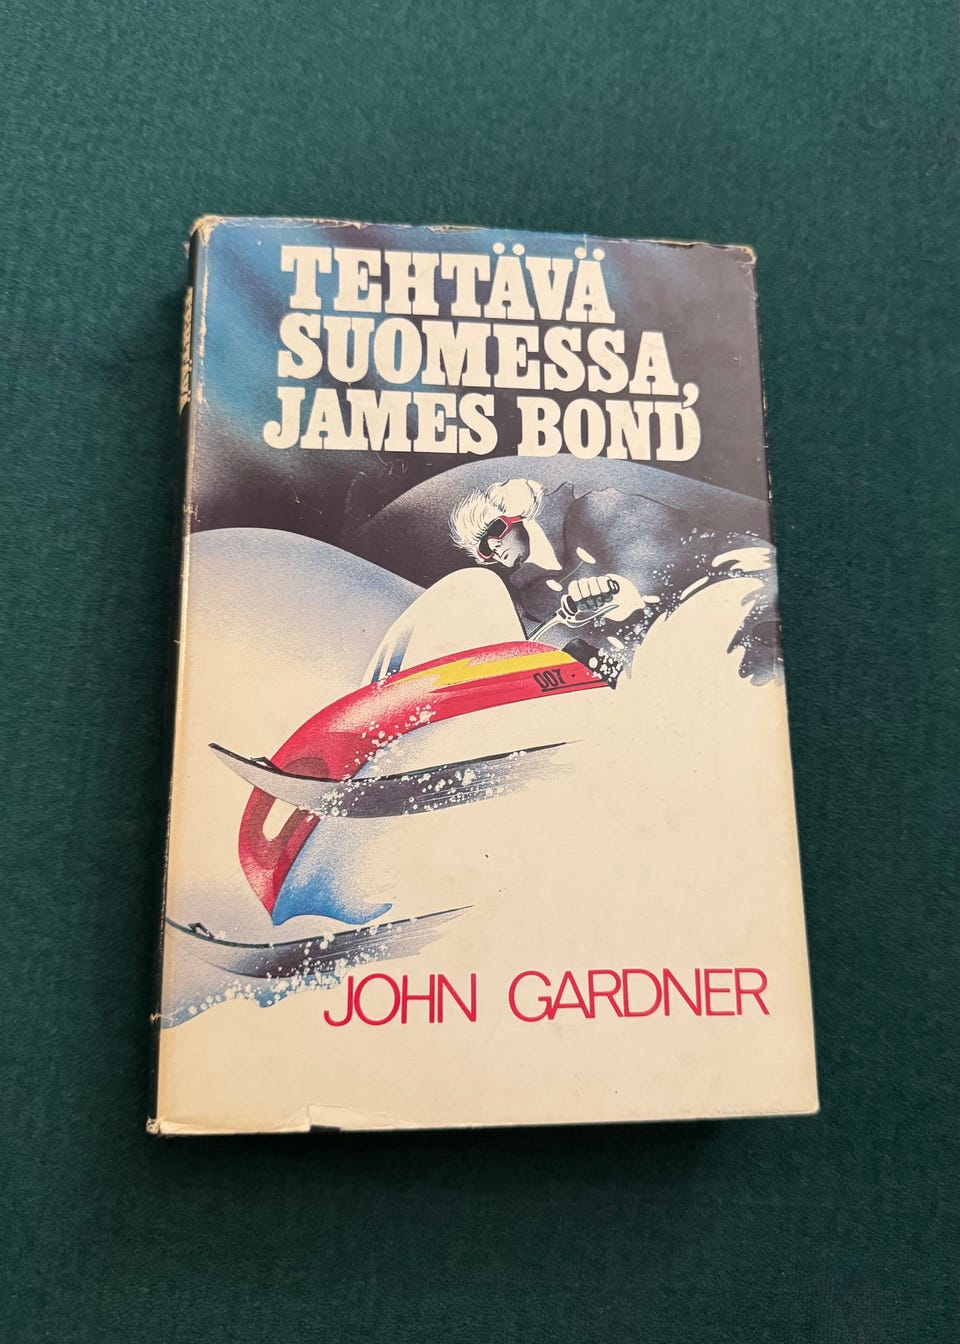 TEHTÄVÄ
SUOMESSA,
JAMES BOND
007
JOHN GARDNER